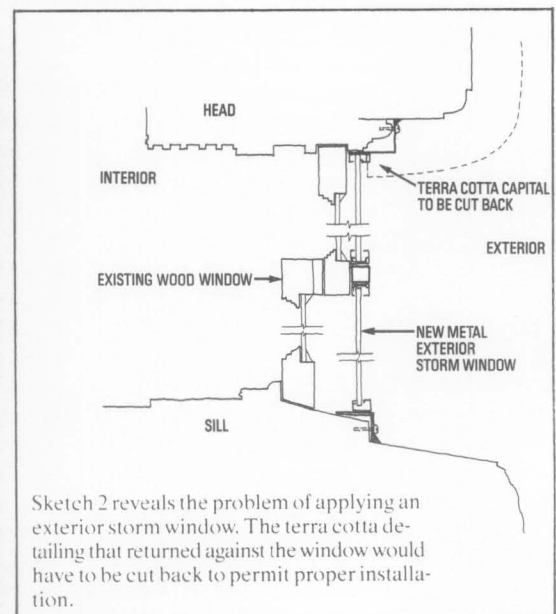 HEAD
INTERIOR
TERRA COTTA CAPITAL
TO BE CUT BACK
EXTERIOR
EXISTING WOOD WINDOW
NEW METAL
EXTERIOR
STORM WINDOW
SILL
Sketch 2 reveals the problem of applying an
exterior storm window. The terra cotta de-
tailing that returned against the window would
have to be cut back to permit proper installa-
tion.